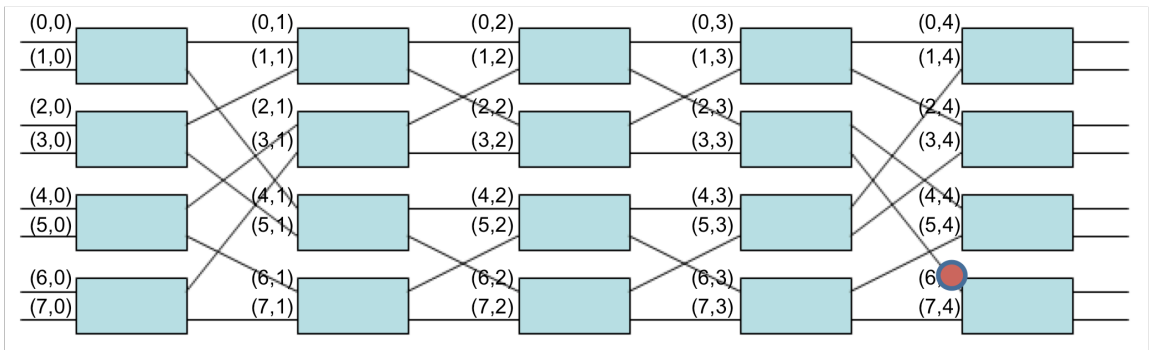 (0,0) (0,1) (0,2) (0,3) (0,4)
(1,0) (1,1) (1,2) (1,3) (1,4)
(2,0) (2,1) (2,2) (2,3) (2,4)
(3,0) (3,1) (3,2) (3,3) (3,4)
(4,0) (4,1) (4,2) (4,3) (4,4)
(5,0) (5,1) (5,2) (5,3) (5,4)
(6,0) (6,1) (6,2) (6,3) (6,
(7,0) (7,1) (7,2) (7,3) (7,4)